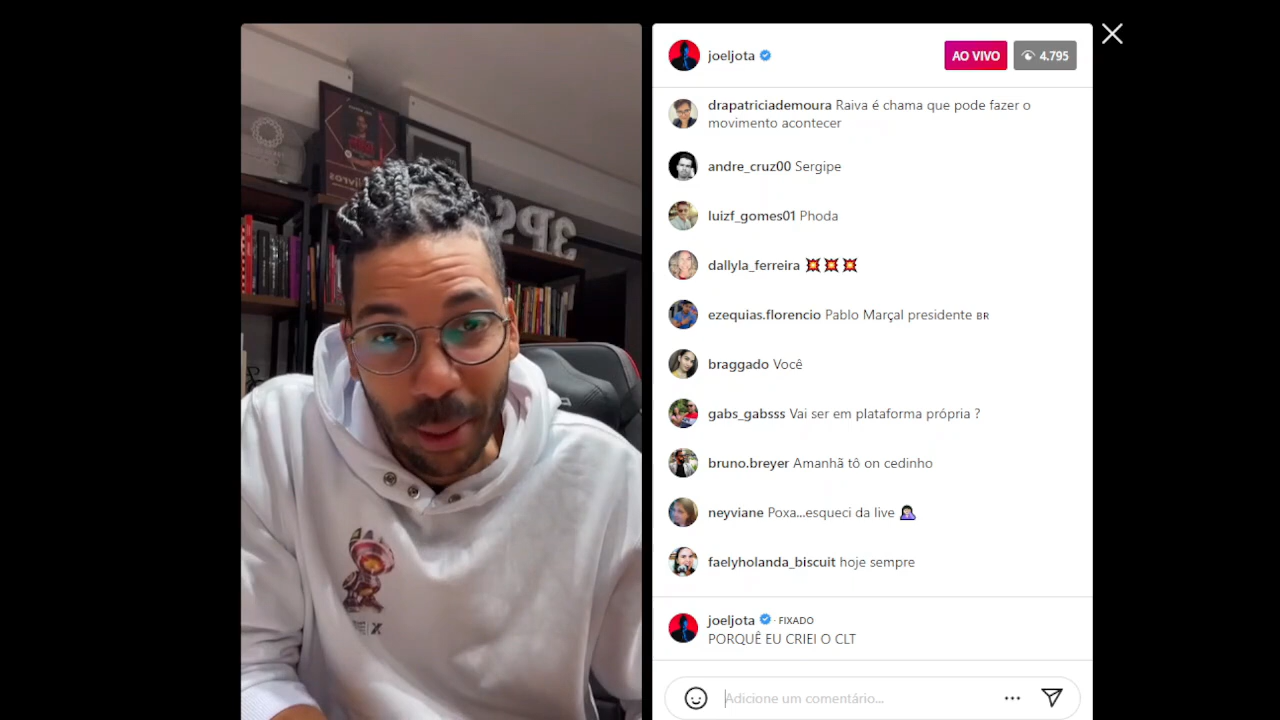 joeljota
AO VIVO
4.795
drapatriciademoura Raiva é chama que pode fazer o
movimento acontecer
andre_cruz00 Sergipe
luizf_gomes01 Phoda
dallyla_ferreira 💥💥💥
ezequias.florencio Pablo Marçal presidente BR
braggado Você
gabs_gabsss Vai ser em plataforma própria ?
bruno.breyer Amanhã tô on cedinho
neyviane Poxa...esqueci da live 🤦🏻‍♀️
faelyholanda_biscuit hoje sempre
joeljota · FIXADO
PORQUÊ EU CRIEI O CLT
Adicione um comentário...
3PS
livros